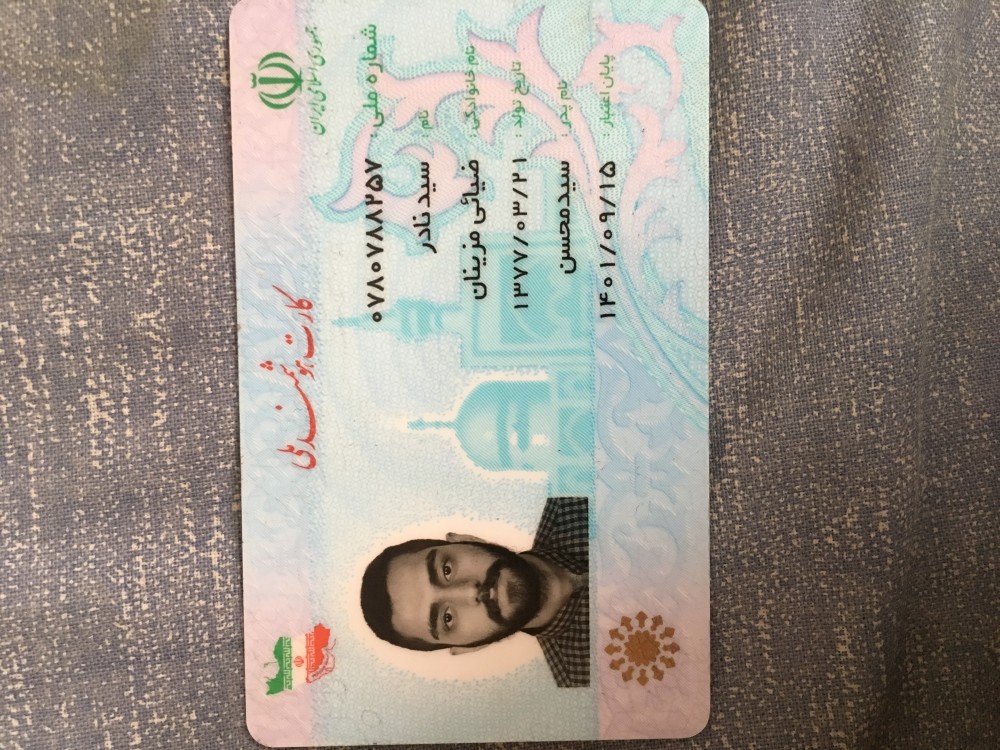 جمهوری اسلامی ایران
کارت هوشمند ملی
شماره ملی : ۰۷۸۰۷۸۸۲۵۷
نام : سید نادر
نام خانوادگی : ضیائی مزینان
تاریخ تولد : ۱۳۷۷/۰۳/۲۱
نام پدر : سیدمحسن
پایان اعتبار : ۱۴۰۱/۰۹/۱۵